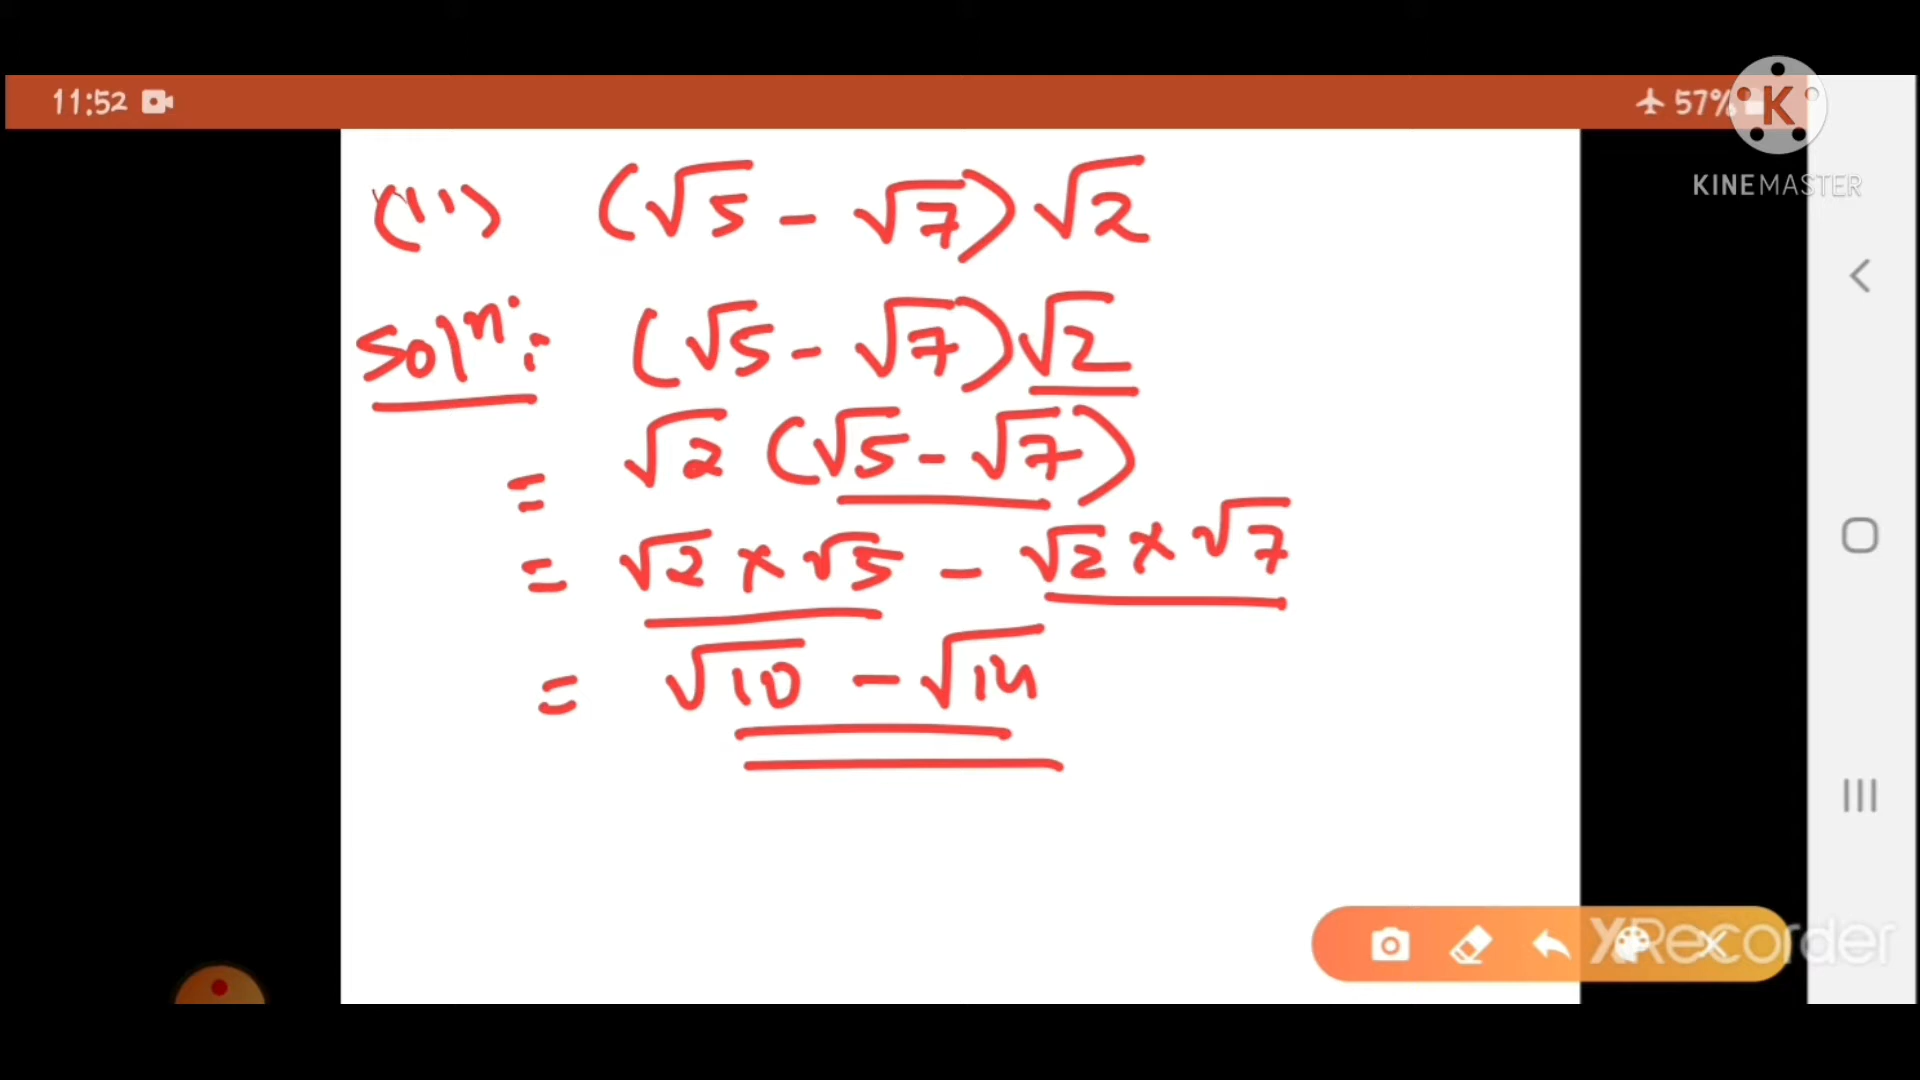 11:52 57%
KINEMASTER
(ii) (√5 - √7)√2
Solⁿ: (√5 - √7)√2
= √2 (√5 - √7)
= √2 × √5 - √2 × √7
= √10 - √14
XRecorder